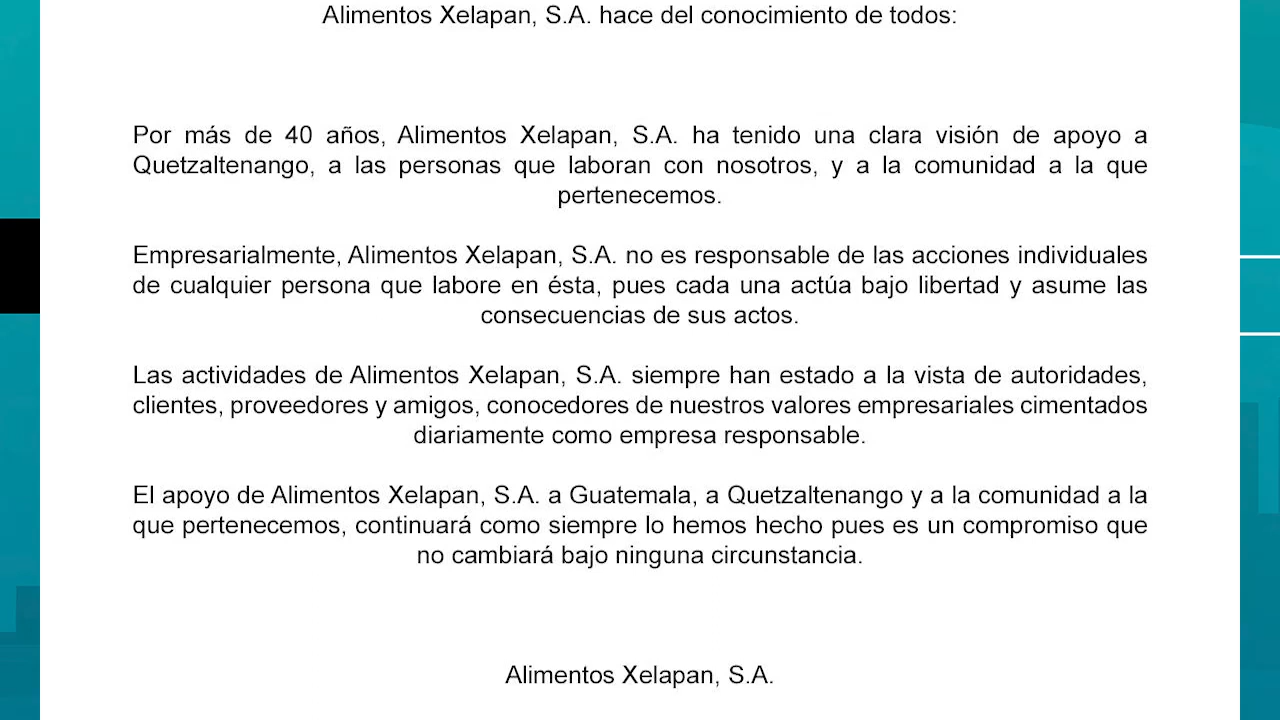 Alimentos Xelapan, S.A. hace del conocimiento de todos:
Por más de 40 años, Alimentos Xelapan, S.A. ha tenido una clara visión de apoyo a
Quetzaltenango, a las personas que laboran con nosotros, y a la comunidad a la que
pertenecemos.
Empresarialmente, Alimentos Xelapan, S.A. no es responsable de las acciones individuales
de cualquier persona que labore en ésta, pues cada una actúa bajo libertad y asume las
consecuencias de sus actos.
Las actividades de Alimentos Xelapan, S.A. siempre han estado a la vista de autoridades,
clientes, proveedores y amigos, conocedores de nuestros valores empresariales cimentados
diariamente como empresa responsable.
El apoyo de Alimentos Xelapan, S.A. a Guatemala, a Quetzaltenango y a la comunidad a la
que pertenecemos, continuará como siempre lo hemos hecho pues es un compromiso que
no cambiará bajo ninguna circunstancia.
Alimentos Xelapan, S.A.